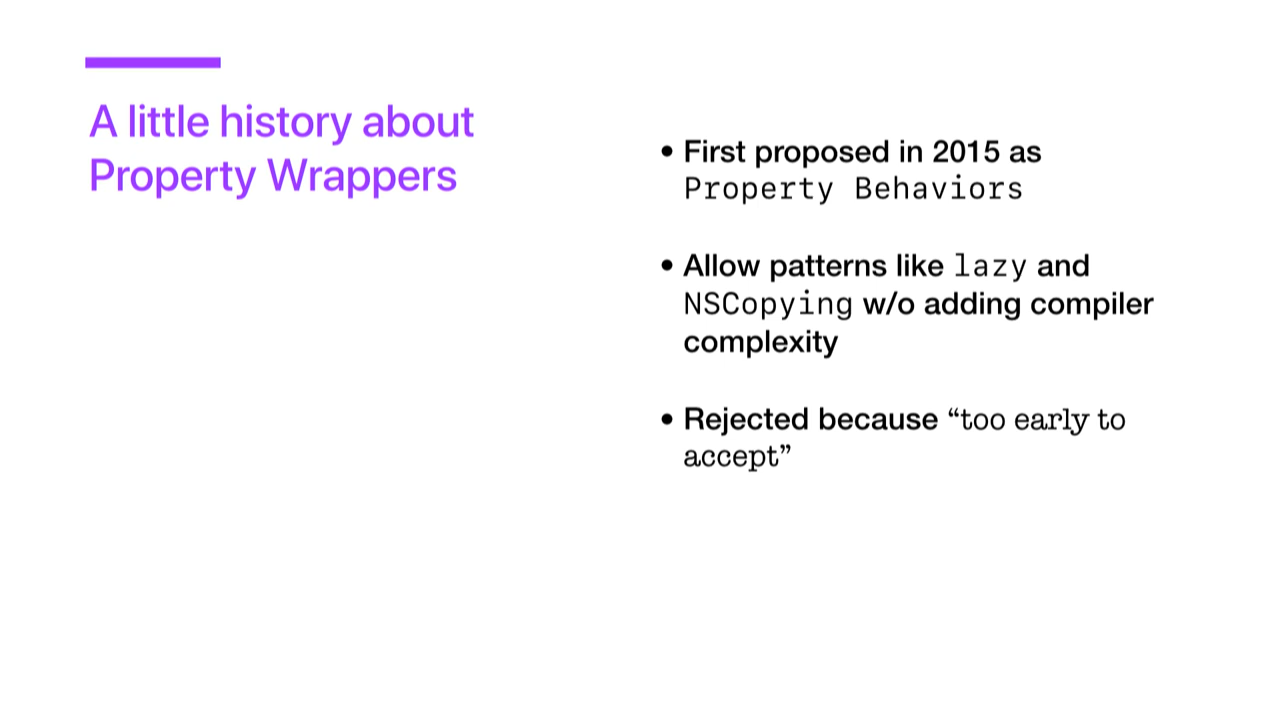 A little history about
Property Wrappers
• First proposed in 2015 as
Property Behaviors
• Allow patterns like lazy and
NSCopying w/o adding compiler
complexity
• Rejected because “too early to
accept”